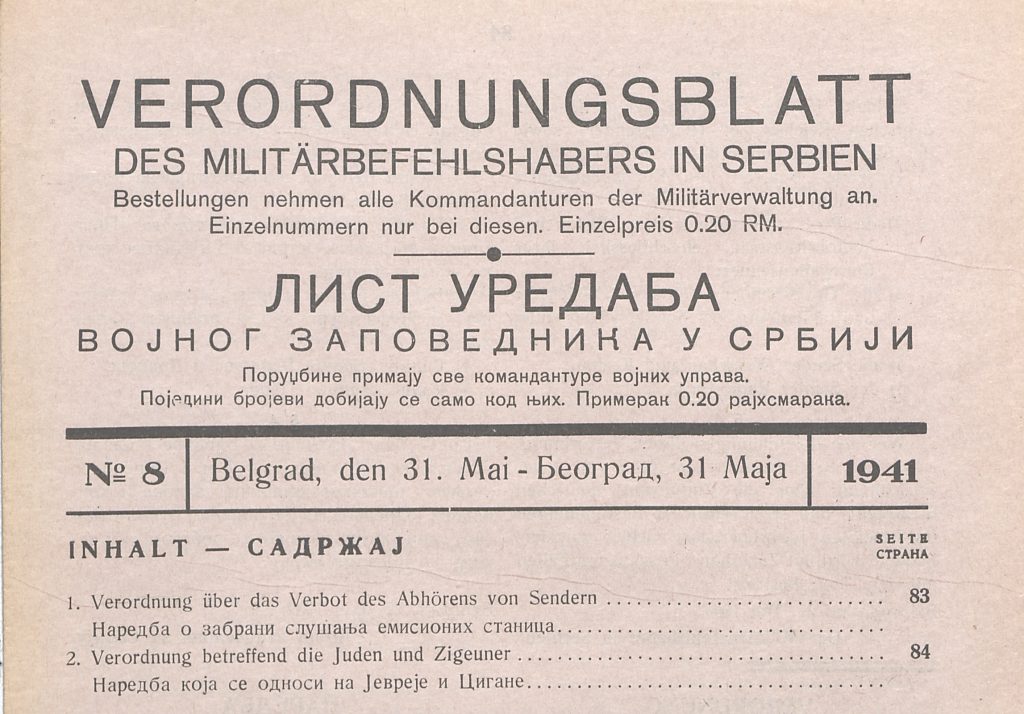 VERORDNUNGSBLATT
DES MILITÄRBEFEHLSHABERS IN SERBIEN
Bestellungen nehmen alle Kommandanturen der Militärverwaltung an.
Einzelnummern nur bei diesen. Einzelpreis 0.20 RM.
ЛИСТ УРЕДАБА
ВОЈНОГ ЗАПОВЕДНИКА У СРБИЈИ
Поруџбине примају све командантуре војних управа.
Поједини бројеви добијају се само код њих. Примерак 0.20 рајхсмарака.
№ 8 Belgrad, den 31. Mai - Београд, 31 Маја 1941
INHALT — САДРЖАЈ SEITE
СТРАНА
1. Verordnung über das Verbot des Abhörens von Sendern ............................ 83
Наредба о забрани слушања емисионих станица.................................
2. Verordnung betreffend die Juden und Zigeuner ..................................... 84
Наредба која се односи на Јевреје и Цигане....................................